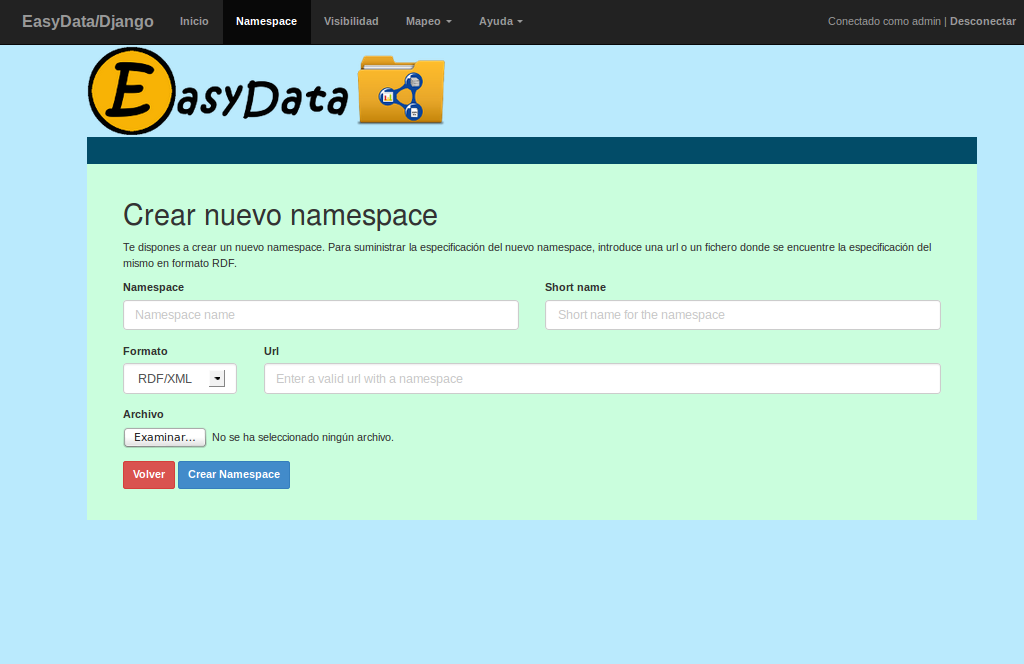 EasyData/Django Inicio Namespace Visibilidad Mapeo Ayuda Conectado como admin | Desconectar
EasyData
Crear nuevo namespace
Te dispones a crear un nuevo namespace. Para suministrar la especificación del nuevo namespace, introduce una url o un fichero donde se encuentre la especificación del
mismo en formato RDF.
Namespace Short name
Namespace name Short name for the namespace
Formato Url
RDF/XML Enter a valid url with a namespace
Archivo
Examinar... No se ha seleccionado ningún archivo.
Volver Crear Namespace